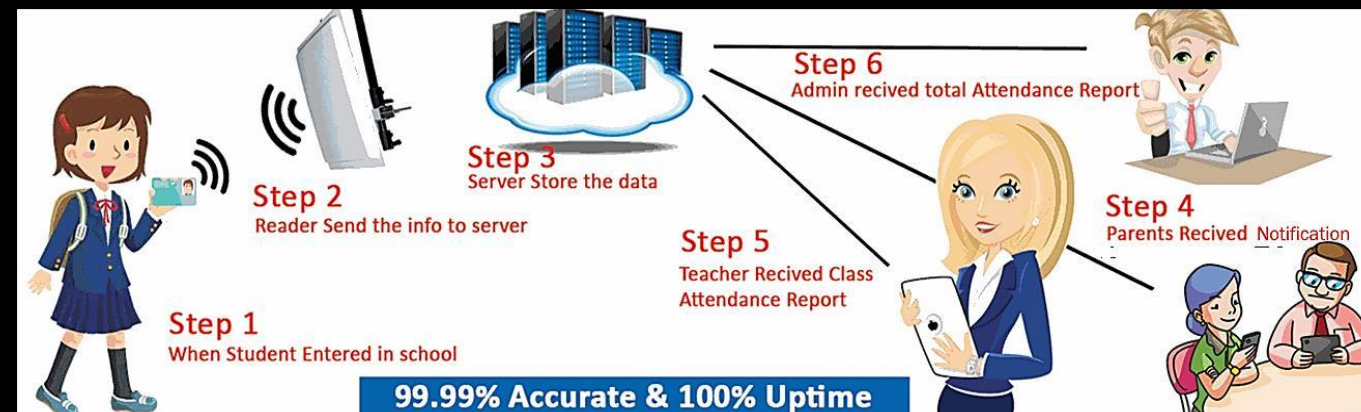 Step 1
When Student Entered in school
Step 2
Reader Send the info to server
Step 3
Server Store the data
Step 4
Parents Recived Notification
Step 5
Teacher Recived Class
Attendance Report
Step 6
Admin recived total Attendance Report
99.99% Accurate & 100% Uptime